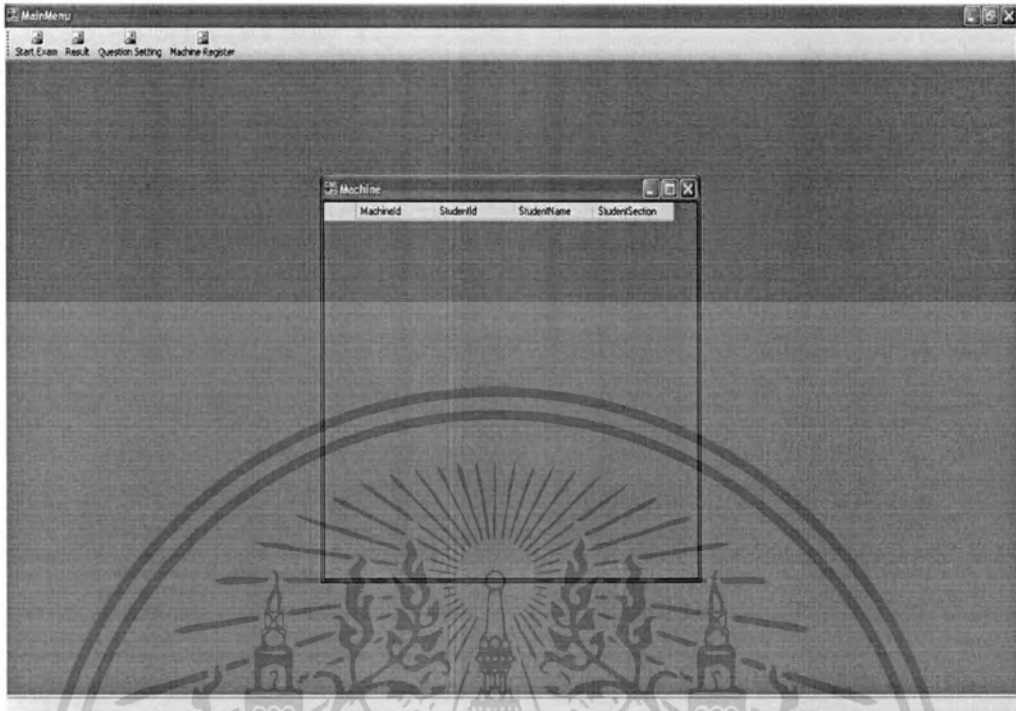 MainMenu
Start Exam Result Question Setting Machine Register
Machine
MachineId StudentId StudentName StudentSection